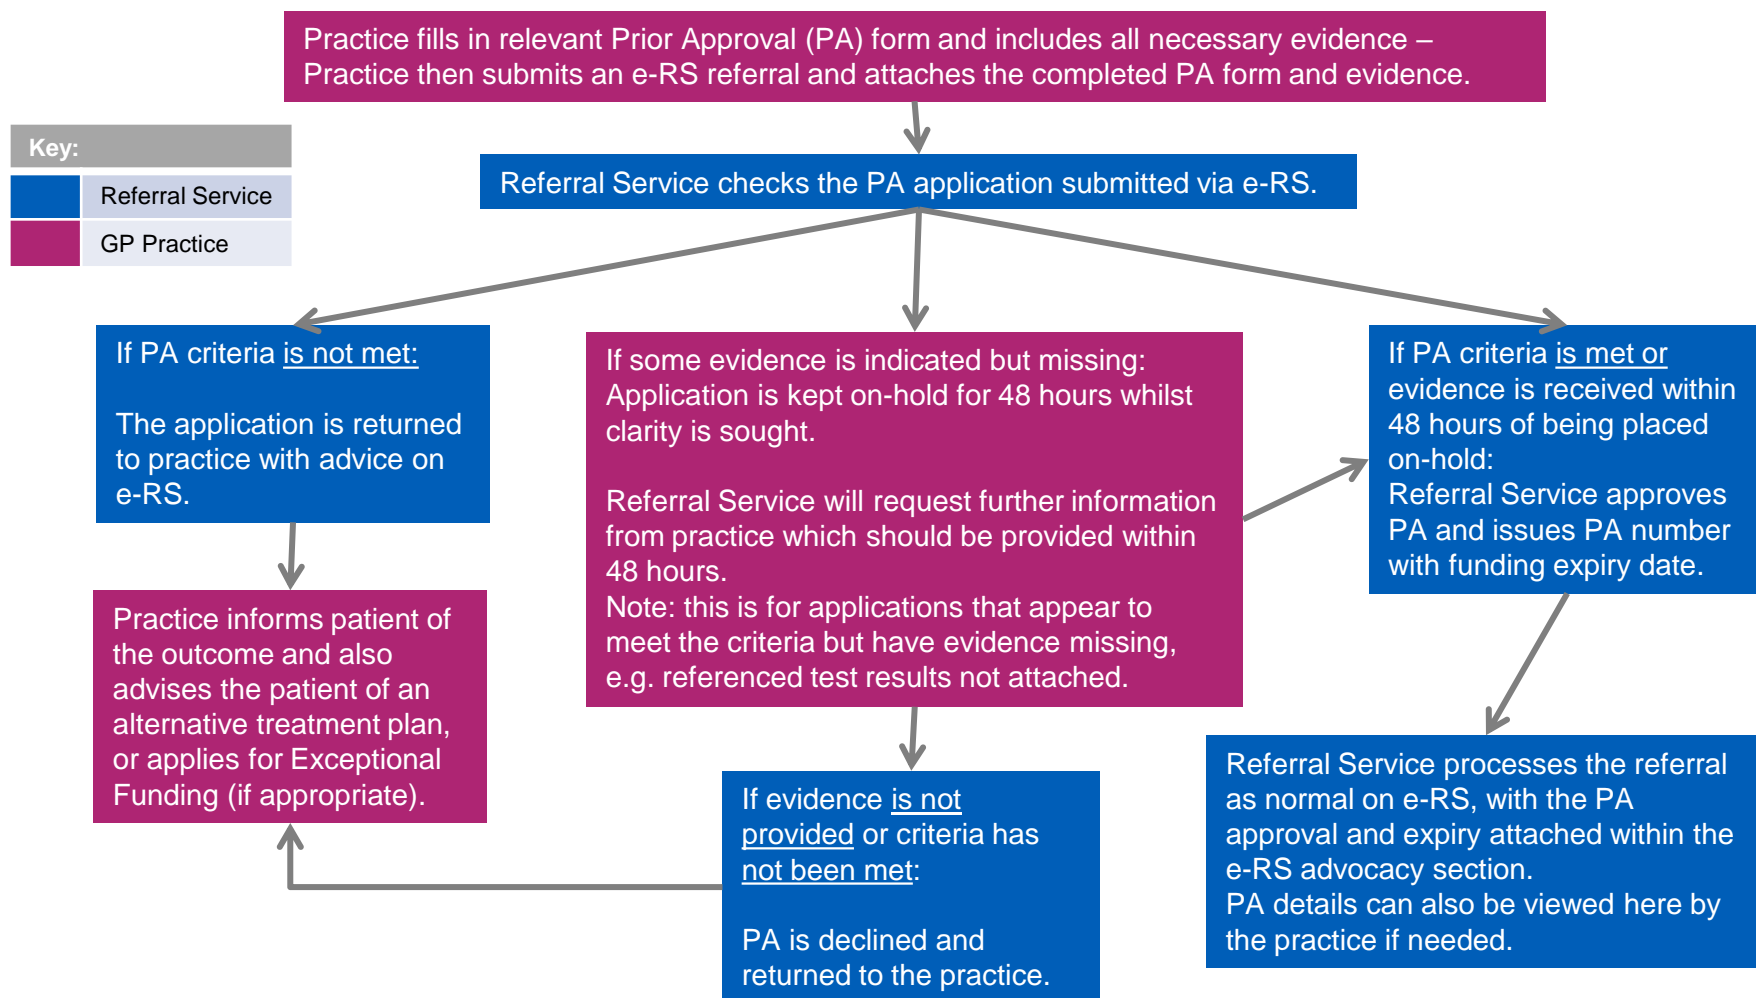 Practice fills in relevant Prior Approval (PA) form and includes all necessary evidence –
Practice then submits an e-RS referral and attaches the completed PA form and evidence.
Key:
Referral Service
GP Practice
Referral Service checks the PA application submitted via e-RS.
If PA criteria is not met:
The application is returned
to practice with advice on
e-RS.
If some evidence is indicated but missing:
Application is kept on-hold for 48 hours whilst
clarity is sought.
Referral Service will request further information
from practice which should be provided within
48 hours.
Note: this is for applications that appear to
meet the criteria but have evidence missing,
e.g. referenced test results not attached.
If PA criteria is met or
evidence is received within
48 hours of being placed
on-hold:
Referral Service approves
PA and issues PA number
with funding expiry date.
Practice informs patient of
the outcome and also
advises the patient of an
alternative treatment plan,
or applies for Exceptional
Funding (if appropriate).
If evidence is not
provided or criteria has
not been met:
PA is declined and
returned to the practice.
Referral Service processes the referral
as normal on e-RS, with the PA
approval and expiry attached within the
e-RS advocacy section.
PA details can also be viewed here by
the practice if needed.